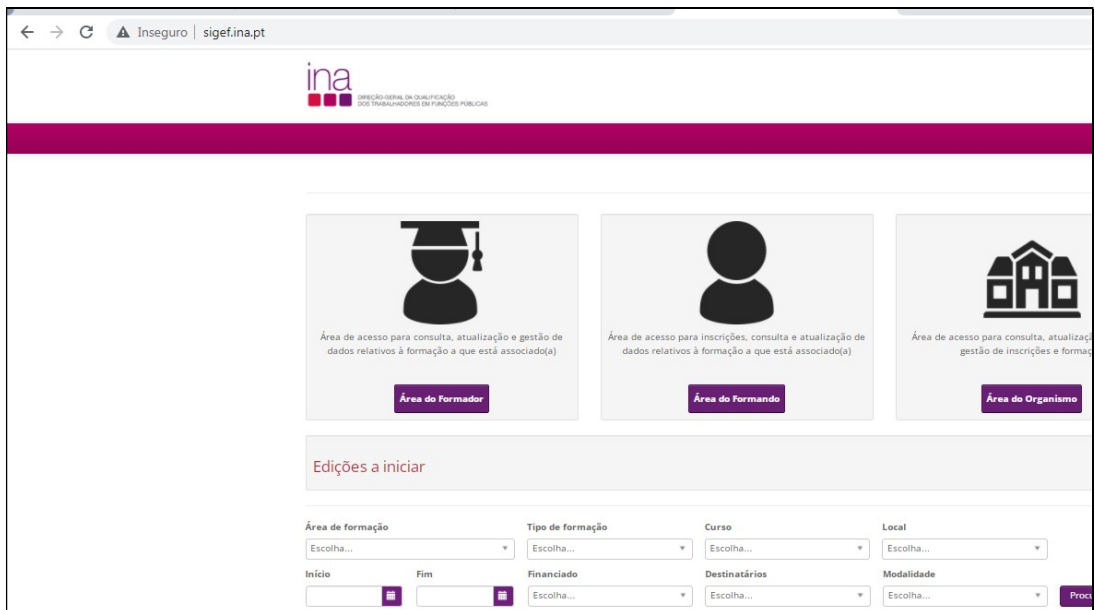 Inseguro | sigef.ina.pt
ina
DIREÇÃO-GERAL DA QUALIFICAÇÃO
DOS TRABALHADORES EM FUNÇÕES PÚBLICAS
Área de acesso para consulta, atualização e gestão de
dados relativos à formação a que está associado(a)
Área do Formador
Área de acesso para inscrições, consulta e atualização de
dados relativos à formação a que está associado(a)
Área do Formando
Área de acesso para consulta, atualizaç
gestão de inscrições e formaç
Área do Organismo
Edições a iniciar
Área de formação Tipo de formação Curso Local
Escolha... Escolha... Escolha... Escolha...
Início Fim Financiado Destinatários Modalidade
Escolha... Escolha... Escolha... Procu